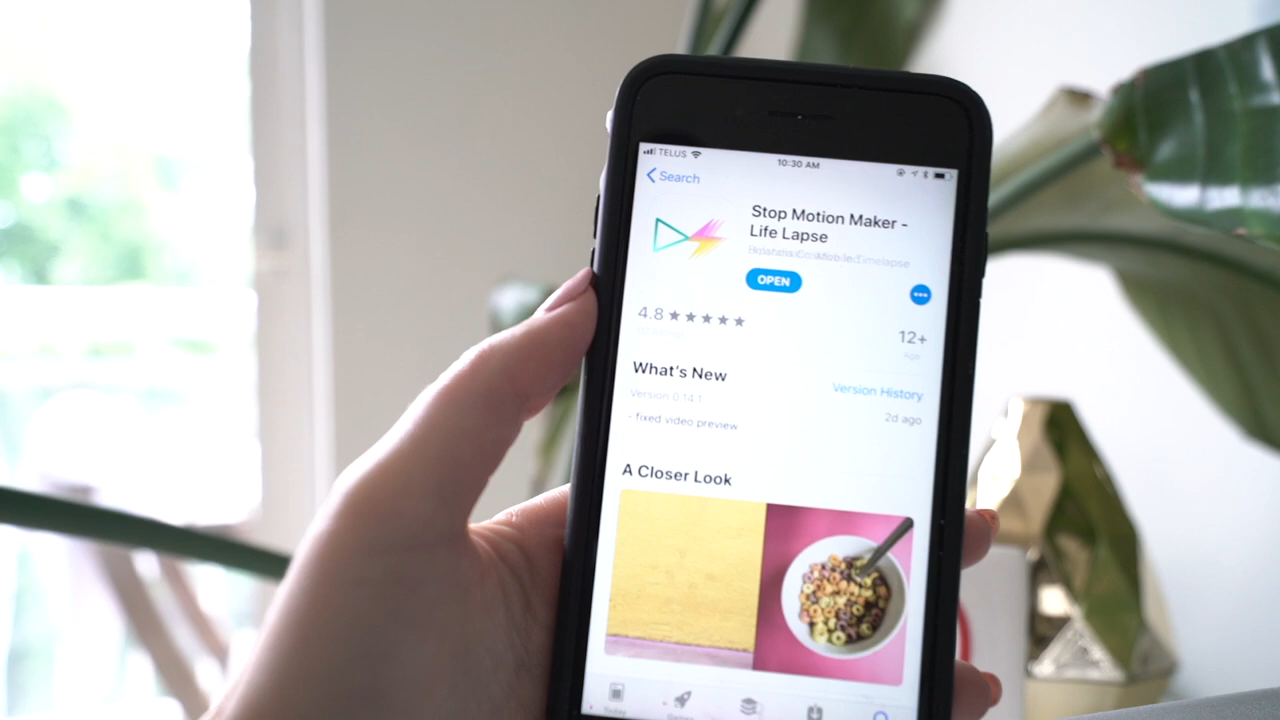 TELUS
10:30 AM
Search
Stop Motion Maker -
Life Lapse
OPEN
4.8
12+
Age
What's New
Version History
Version 0.14.1
2d ago
- fixed video preview
A Closer Look
Today